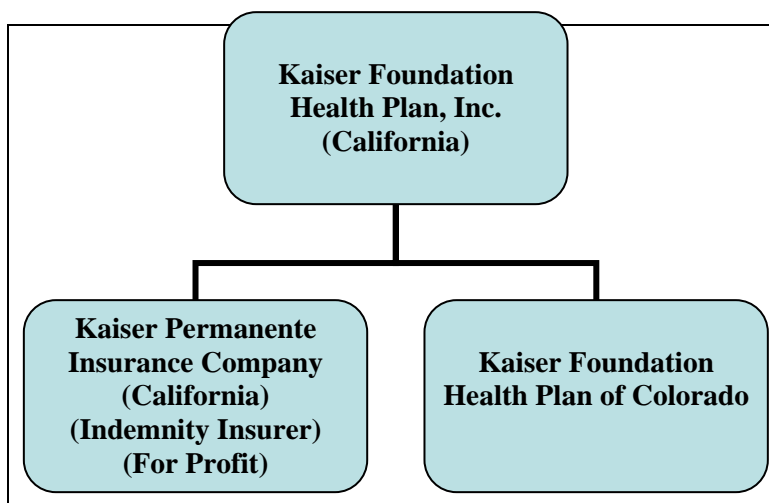 Kaiser Foundation
Health Plan, Inc.
(California)
Kaiser Permanente
Insurance Company
(California)
(Indemnity Insurer)
(For Profit)
Kaiser Foundation
Health Plan of Colorado